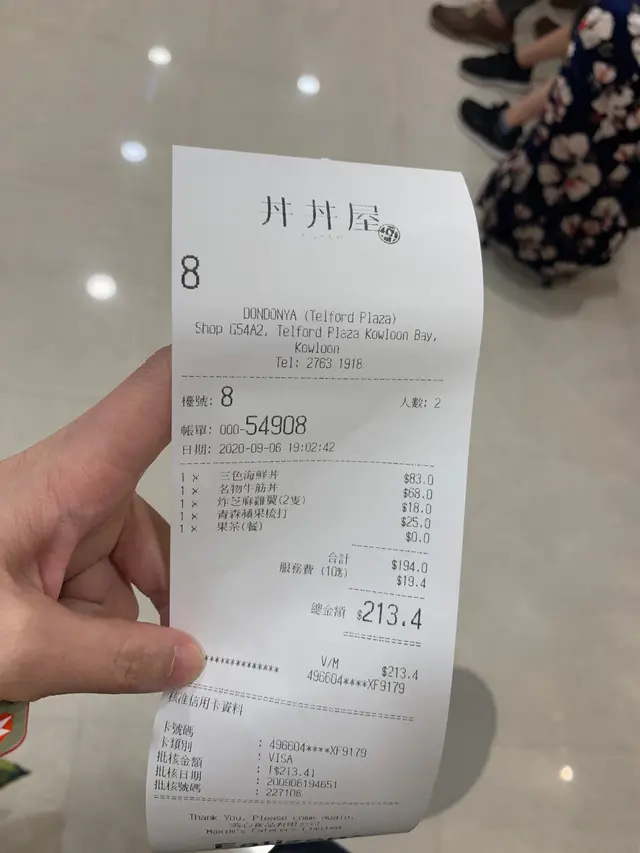 丼丼屋
8
DONDONYA (Telford Plaza)
Shop G54A2, Telford Plaza Kowloon Bay,
Kowloon
Tel: 2763 1918
檯號: 8 人數: 2
帳單: 000-54908
日期: 2020-09-06 19:02:42
1 × 三色海鮮丼 $83.0
1 × 名物牛筋丼 $68.0
1 × 炸芝麻雞翼(2隻) $18.0
1 × 青森蘋果梳打 $25.0
1 × 果茶(餐) $0.0
合計 $194.0
服務費 (10%) $19.4
總金額 $213.4
************** V/M $213.4
496604****XF9179
核准信用卡資料
卡號碼 : 496604****XF9179
卡類別 : VISA
批核金額 : [$213.4]
批核日期 : 200906194651
批核號碼 : 227108
Thank You, Please come again.
Maxim's Caterers Limited